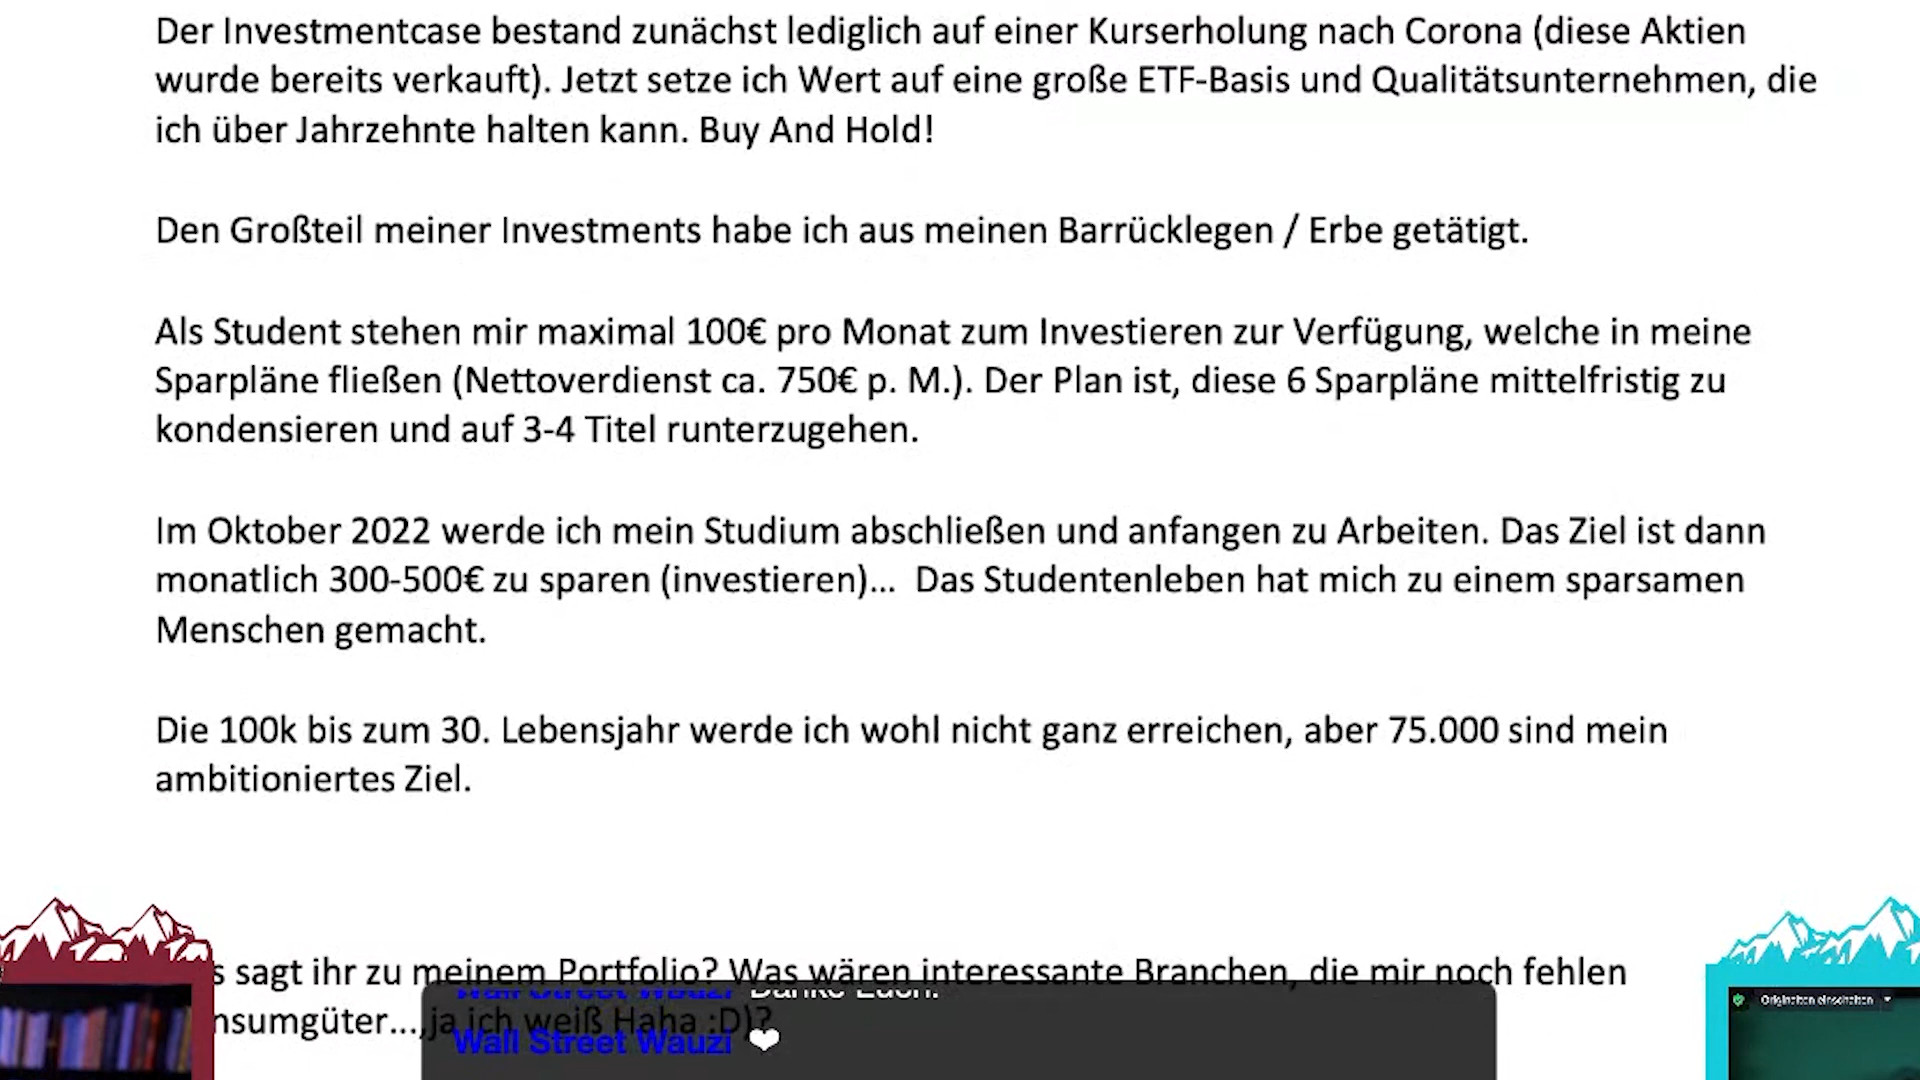 Der Investmentcase bestand zunächst lediglich auf einer Kurserholung nach Corona (diese Aktien
wurde bereits verkauft). Jetzt setze ich Wert auf eine große ETF-Basis und Qualitätsunternehmen, die
ich über Jahrzehnte halten kann. Buy And Hold!
Den Großteil meiner Investments habe ich aus meinen Barrücklegen / Erbe getätigt.
Als Student stehen mir maximal 100€ pro Monat zum Investieren zur Verfügung, welche in meine
Sparpläne fließen (Nettoverdienst ca. 750€ p. M.). Der Plan ist, diese 6 Sparpläne mittelfristig zu
kondensieren und auf 3-4 Titel runterzugehen.
Im Oktober 2022 werde ich mein Studium abschließen und anfangen zu Arbeiten. Das Ziel ist dann
monatlich 300-500€ zu sparen (investieren)... Das Studentenleben hat mich zu einem sparsamen
Menschen gemacht.
Die 100k bis zum 30. Lebensjahr werde ich wohl nicht ganz erreichen, aber 75.000 sind mein
ambitioniertes Ziel.
s sagt ihr zu meinem Portfolio? Was wären interessante Branchen, die mir noch fehlen
nsumgüter...,ja ich weiß Haha :D)?
Wall Street Wauzi Danke Euch!
Wall Street Wauzi ❤
Originalton einschalten